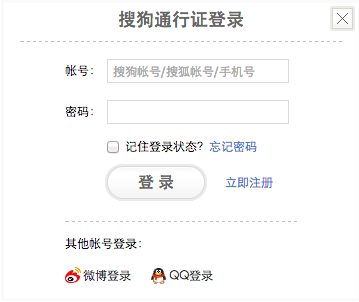 搜狗通行证登录
帐号：
搜狗帐号/搜狐帐号/手机号
密码：
记住登录状态？ 忘记密码
登 录
立即注册
其他帐号登录：
微博登录 QQ登录